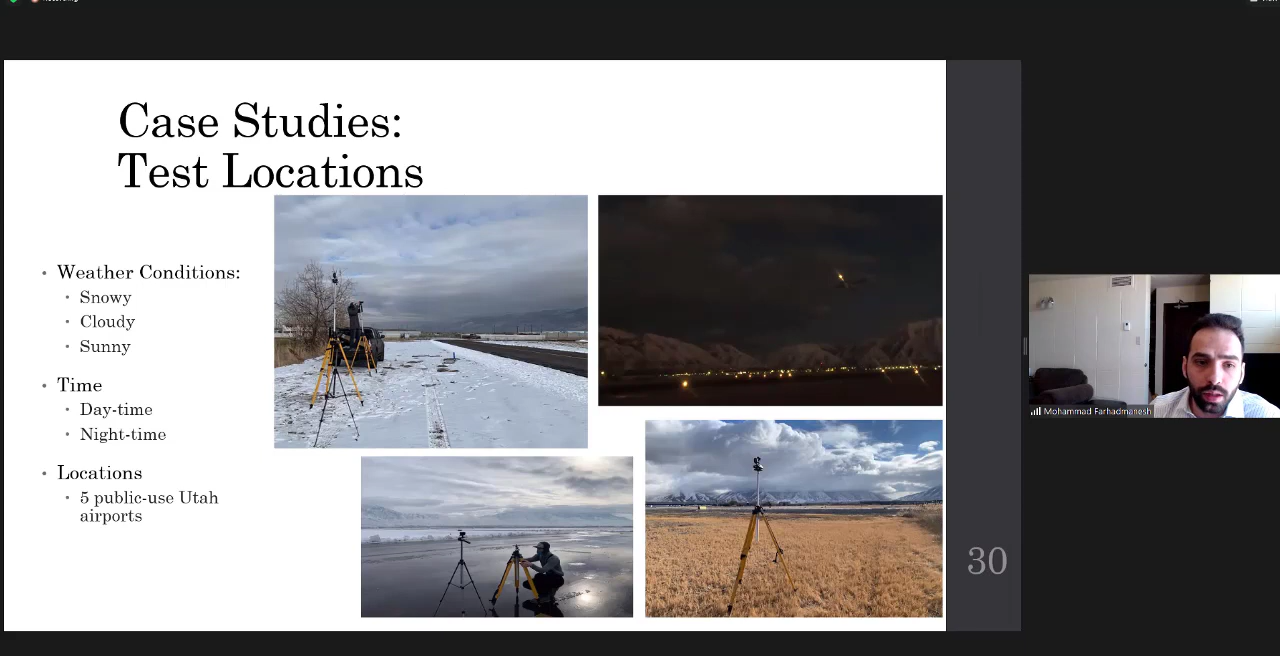 Case Studies:
Test Locations
• Weather Conditions:
• Snowy
• Cloudy
• Sunny
• Time
• Day-time
• Night-time
• Locations
• 5 public-use Utah
airports
30
Mohammad Farhadmanesh